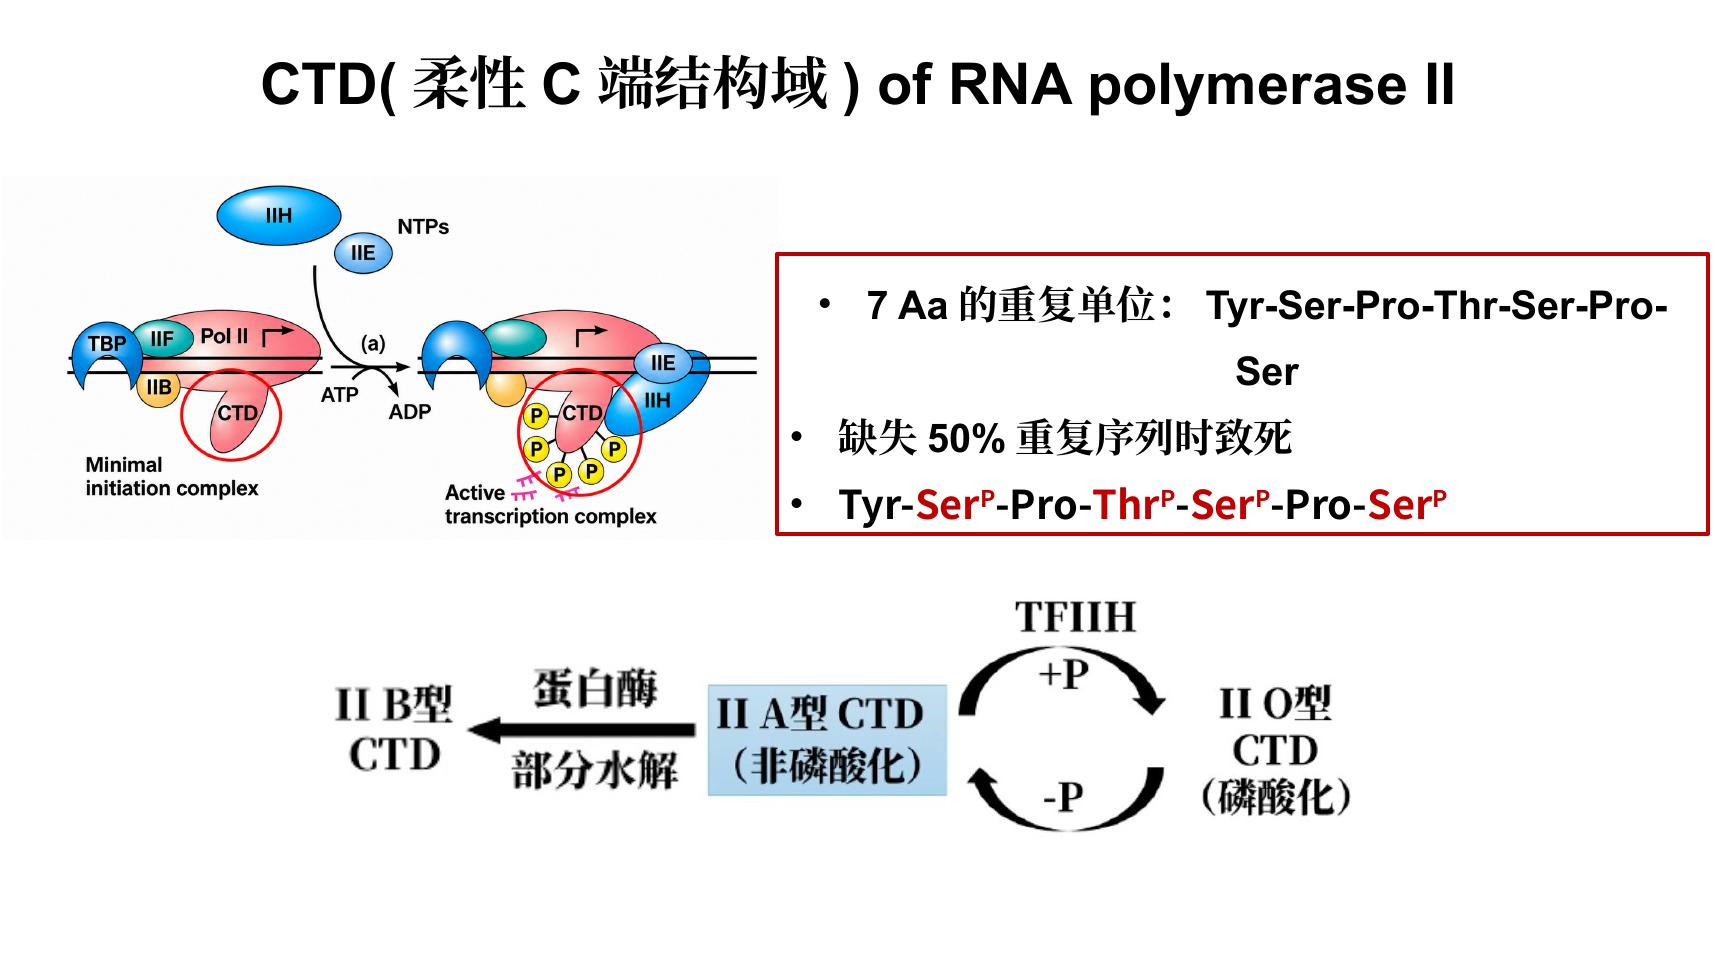 CTD( 柔性 C 端结构域 ) of RNA polymerase II
IIH
IIE
NTPs
TBP
IIF
Pol II
IIB
CTD
(a)
ATP
ADP
Minimal
initiation complex
IIE
IIH
CTD
P
P
P
P
P
Active
transcription complex
• 7 Aa 的重复单位： Tyr-Ser-Pro-Thr-Ser-Pro-
Ser
• 缺失 50% 重复序列时致死
• Tyr-Serᴾ-Pro-Thrᴾ-Serᴾ-Pro-Serᴾ
II B型
CTD
蛋白酶
部分水解
II A型 CTD
（非磷酸化）
TFIIH
+P
-P
II O型
CTD
（磷酸化）